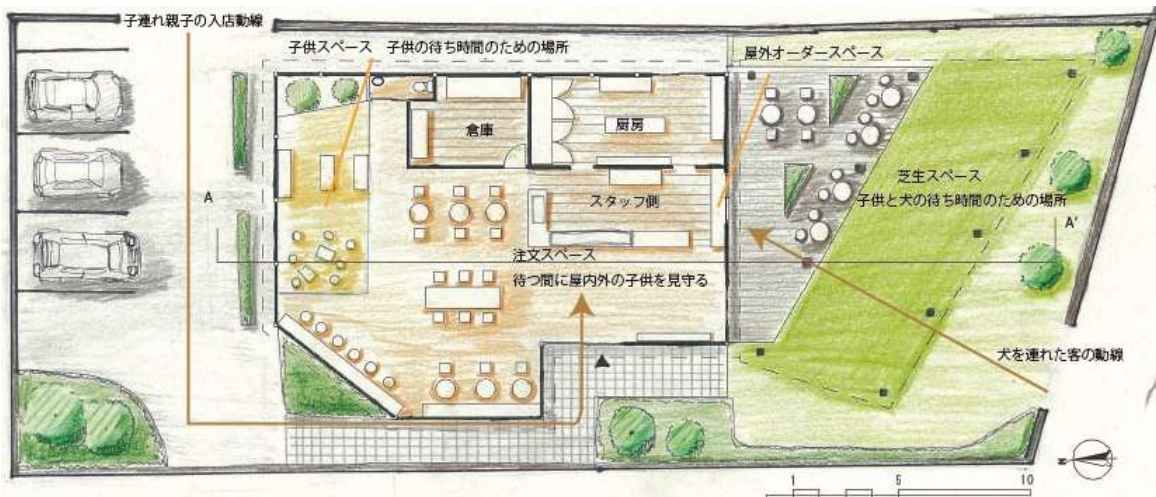 子連れ親子の入店動線
子供スペース 子供の待ち時間のための場所
屋外オーダースペース
倉庫
厨房
芝生スペース
子供と犬の待ち時間のための場所
スタッフ側
A
A'
注文スペース
待つ間に屋内外の子供を見守る
犬を連れた客の動線
N
1 5 10